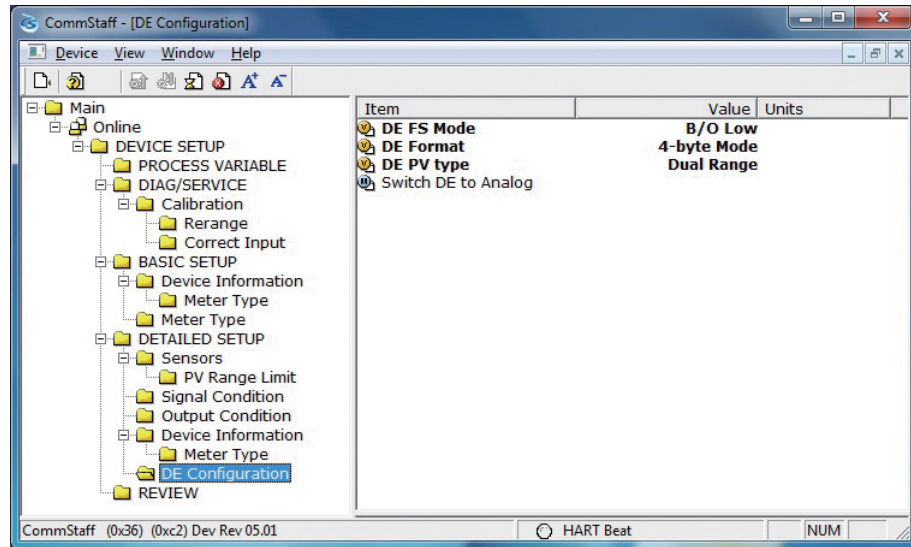 CommStaff - [DE Configuration]
Device View Window Help
Main
Online
DEVICE SETUP
PROCESS VARIABLE
DIAG/SERVICE
Calibration
Rerange
Correct Input
BASIC SETUP
Device Information
Meter Type
Meter Type
DETAILED SETUP
Sensors
PV Range Limit
Signal Condition
Output Condition
Device Information
Meter Type
DE Configuration
REVIEW
Item Value Units
DE FS Mode B/O Low
DE Format 4-byte Mode
DE PV type Dual Range
Switch DE to Analog
CommStaff (0x36) (0xc2) Dev Rev 05.01 HART Beat NUM